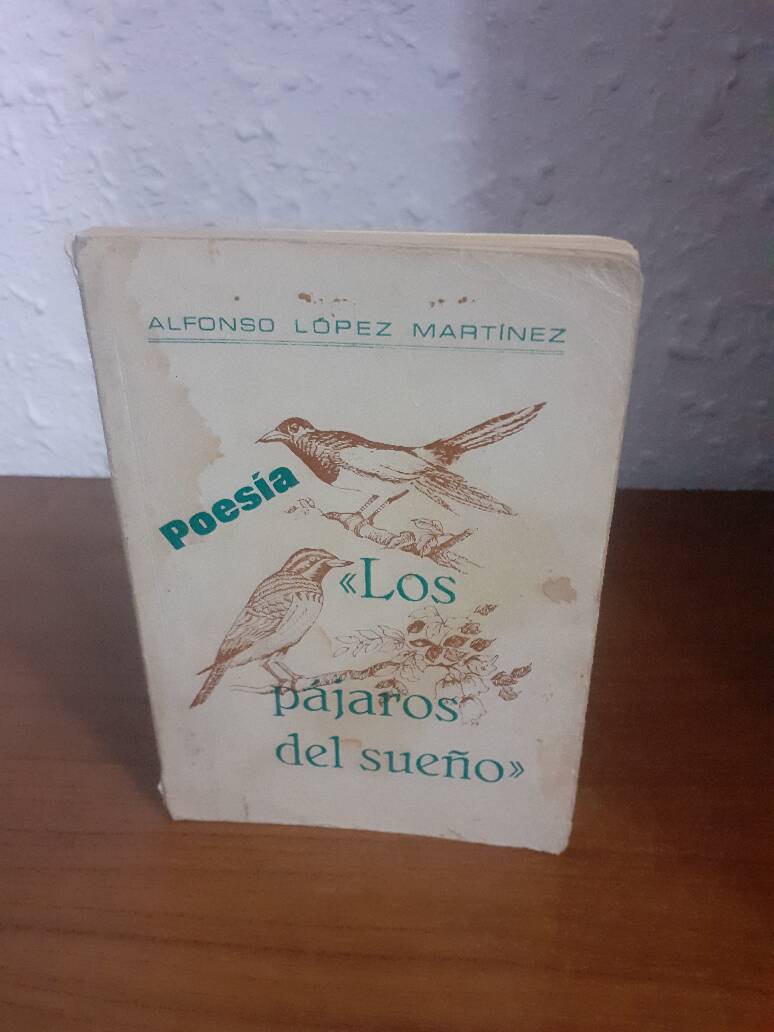 ALFONSO LÓPEZ MARTÍNEZ
Poesía
«Los
pájaros
del sueño»